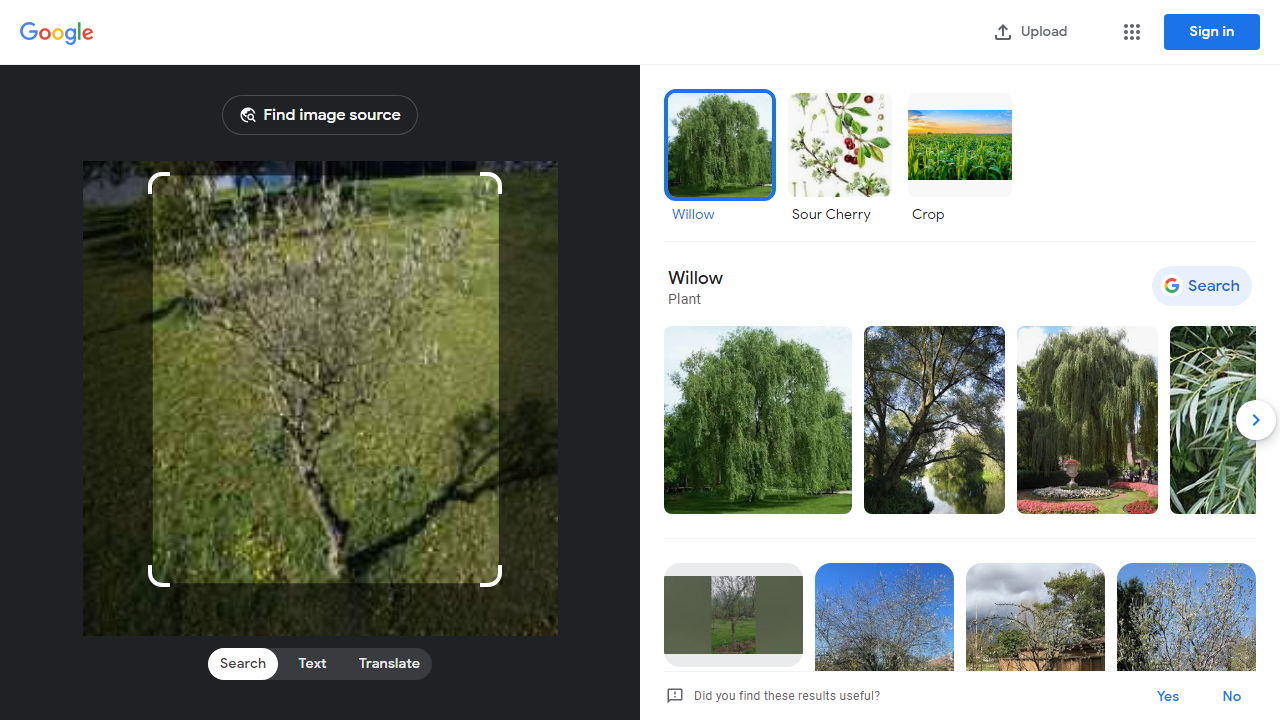 Google
Upload
Sign in
Find image source
Willow
Sour Cherry
Crop
Willow
Plant
Search
Search
Text
Translate
Did you find these results useful?
Yes
No